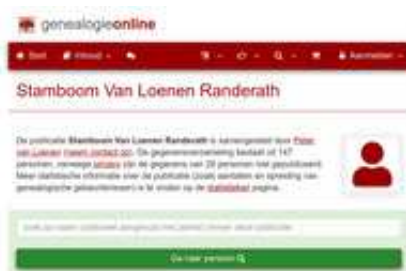 genealogieonline
Start Inhoud Aanmelden
Stamboom Van Loenen Randerath
De publicatie Stamboom Van Loenen Randerath is samengesteld door Peter
van Loenen (neem contact op). De gegevensverzameling bestaat uit 147
personen, vanwege privacy zijn de gegevens van 28 personen niet gepubliceerd.
Meer statistische informatie over de publicatie (zoals aantallen en spreiding van
genealogische gebeurtenissen) is te vinden op de statistieken pagina.
Ga naar persoon